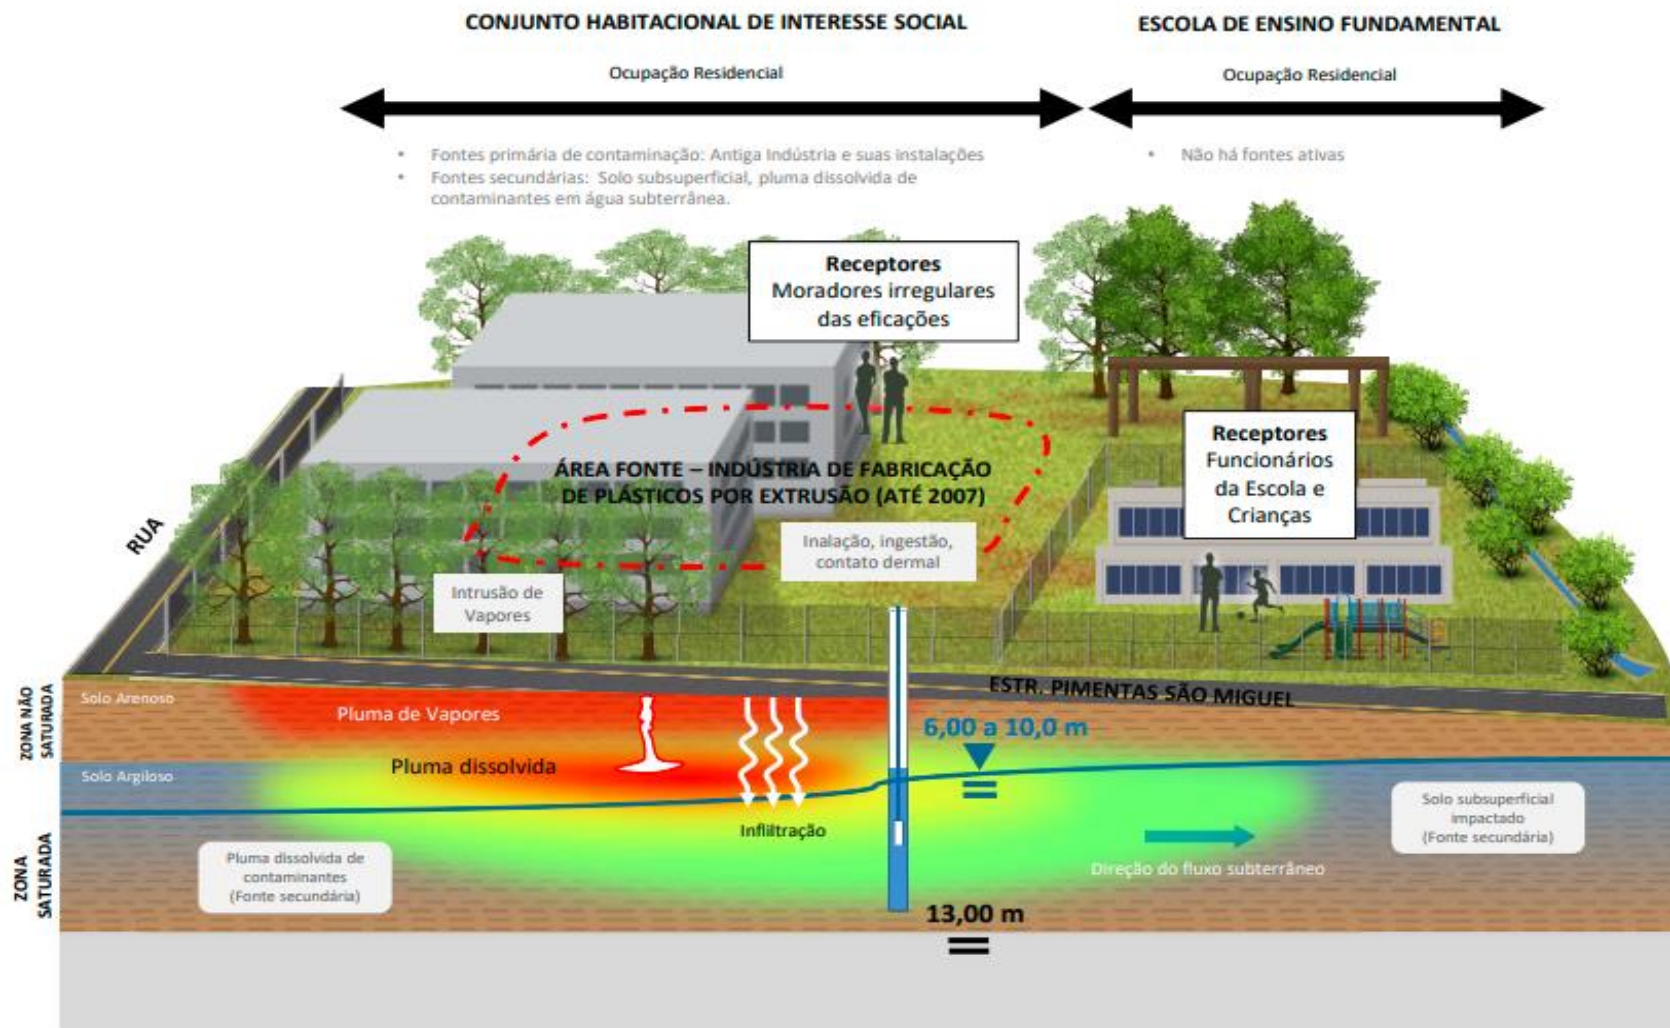 CONJUNTO HABITACIONAL DE INTERESSE SOCIAL
ESCOLA DE ENSINO FUNDAMENTAL
Ocupação Residencial
Ocupação Residencial
• Fontes primária de contaminação: Antiga Indústria e suas instalações
• Fontes secundárias: Solo subsuperficial, pluma dissolvida de
contaminantes em água subterrânea.
• Não há fontes ativas
Receptores
Moradores irregulares
das eficações
Receptores
Funcionários
da Escola e
Crianças
ÁREA FONTE – INDÚSTRIA DE FABRICAÇÃO
DE PLÁSTICOS POR EXTRUSÃO (ATÉ 2007)
RUA
Inalação, ingestão,
contato dermal
Intrusão de
Vapores
ESTR. PIMENTAS SÃO MIGUEL
ZONA NÃO
SATURADA
Solo Arenoso
Pluma de Vapores
6,00 a 10,0 m
Pluma dissolvida
Solo Argiloso
Infliltração
Solo subsuperficial
impactado
(Fonte secundária)
ZONA
SATURADA
Pluma dissolvida de
contaminantes
(Fonte secundária)
Direção do fluxo subterrâneo
13,00 m